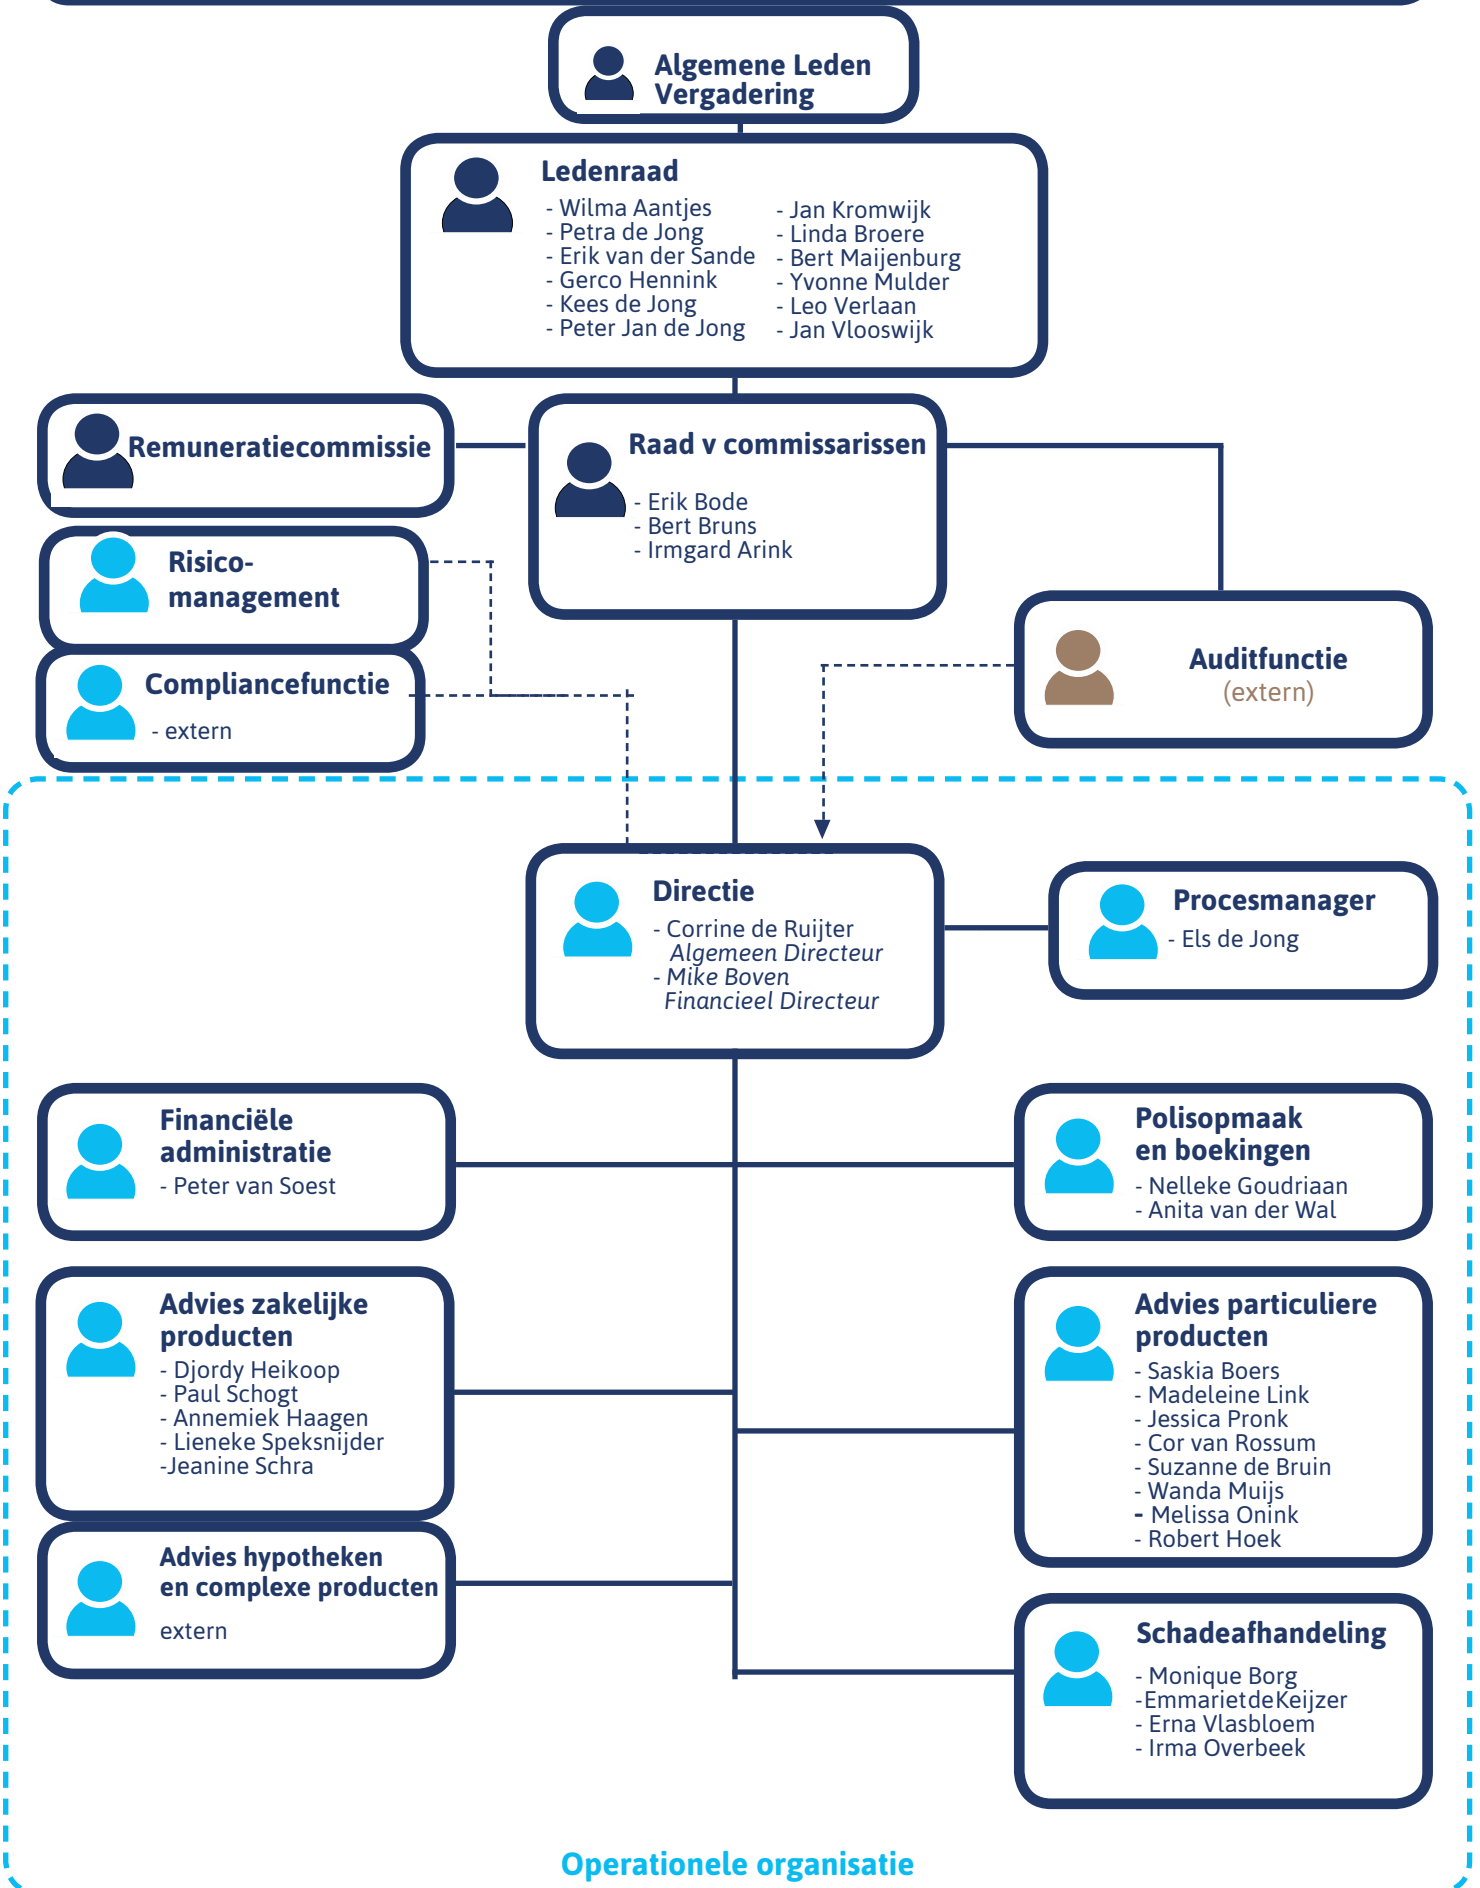 Algemene Leden
Vergadering
Ledenraad
- Wilma Aantjes
- Petra de Jong
- Erik van der Sande
- Gerco Hennink
- Kees de Jong
- Peter Jan de Jong
- Jan Kromwijk
- Linda Broere
- Bert Maijenburg
- Yvonne Mulder
- Leo Verlaan
- Jan Vlooswijk
Remuneratiecommissie
Raad v commissarissen
- Erik Bode
- Bert Bruns
- Irmgard Arink
Risico-
management
Compliancefunctie
- extern
Auditfunctie
(extern)
Directie
- Corrine de Ruijter
Algemeen Directeur
- Mike Boven
Financieel Directeur
Procesmanager
- Els de Jong
Financiële
administratie
- Peter van Soest
Polisopmaak
en boekingen
- Nelleke Goudriaan
- Anita van der Wal
Advies zakelijke
producten
- Djordy Heikoop
- Paul Schogt
- Annemiek Haagen
- Lieneke Speksnijder
-Jeanine Schra
Advies particuliere
producten
- Saskia Boers
- Madeleine Link
- Jessica Pronk
- Cor van Rossum
- Suzanne de Bruin
- Wanda Muijs
- Melissa Onink
- Robert Hoek
Advies hypotheken
en complexe producten
extern
Schadeafhandeling
- Monique Borg
-EmmarietdeKeijzer
- Erna Vlasbloem
- Irma Overbeek
Operationele organisatie